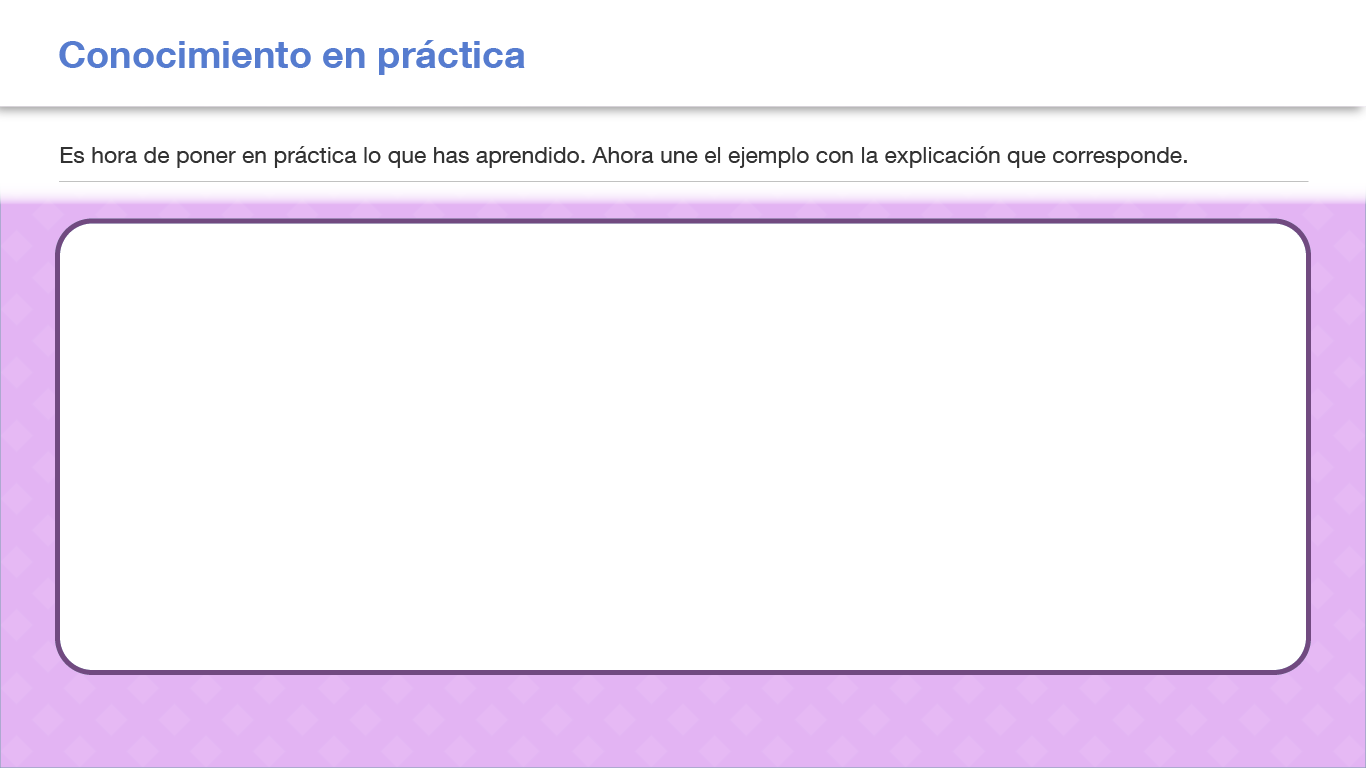 Conocimiento en práctica
Es hora de poner en práctica lo que has aprendido. Ahora une el ejemplo con la explicación que corresponde.